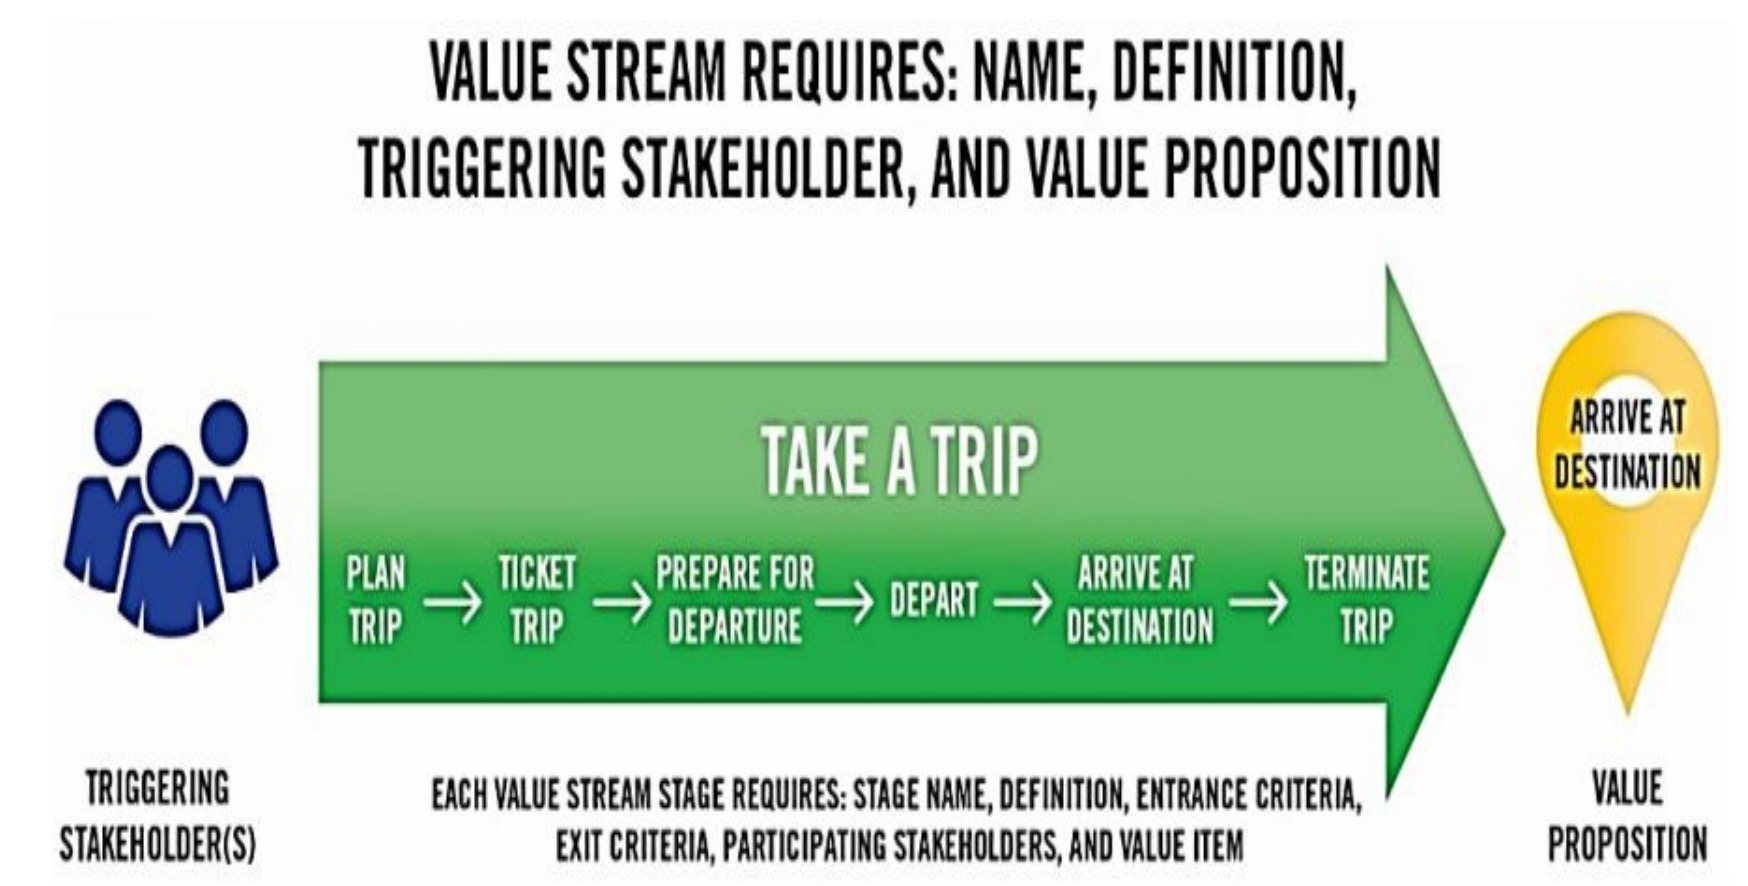 VALUE STREAM REQUIRES: NAME, DEFINITION,
TRIGGERING STAKEHOLDER, AND VALUE PROPOSITION
TAKE A TRIP
PLAN
TRIP
TICKET
TRIP
PREPARE FOR
DEPARTURE
DEPART
ARRIVE AT
DESTINATION
TERMINATE
TRIP
ARRIVE AT
DESTINATION
TRIGGERING
STAKEHOLDER(S)
EACH VALUE STREAM STAGE REQUIRES: STAGE NAME, DEFINITION, ENTRANCE CRITERIA,
EXIT CRITERIA, PARTICIPATING STAKEHOLDERS, AND VALUE ITEM
VALUE
PROPOSITION